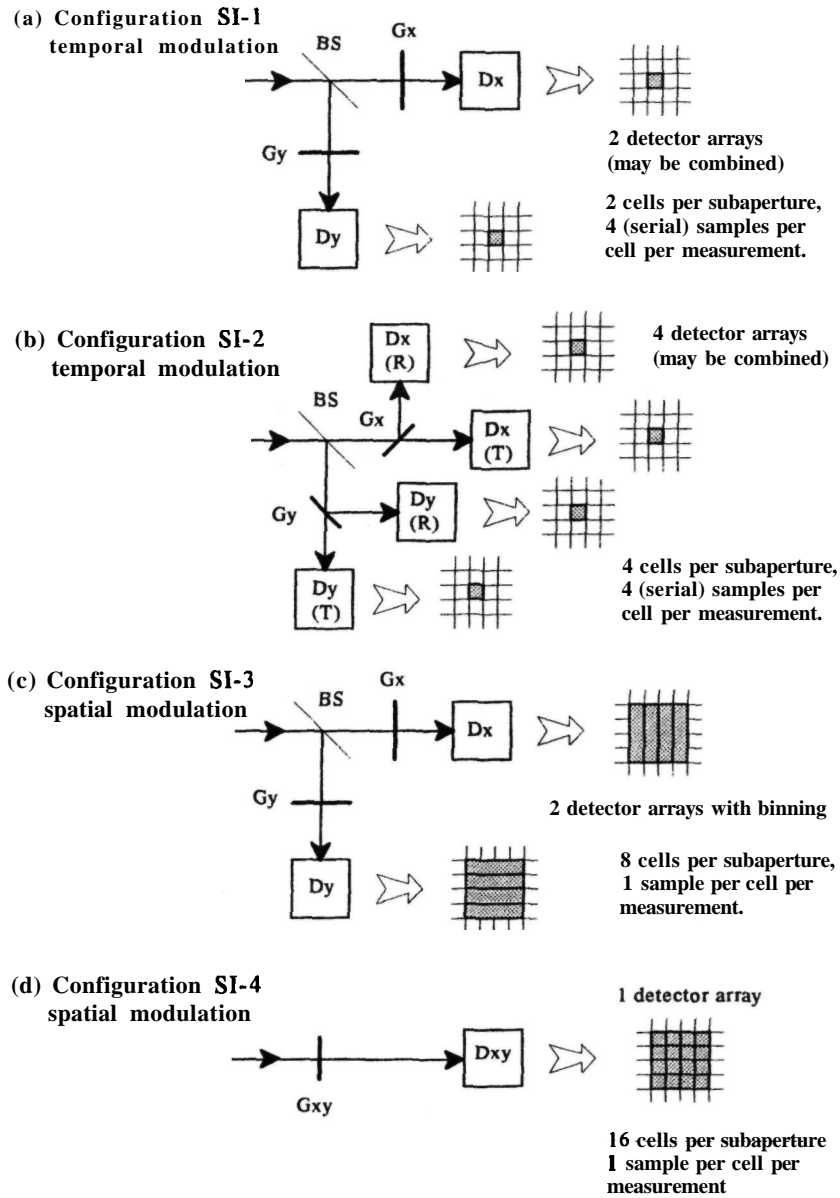 (a) Configuration SI-1
temporal modulation
BS
Gx
Dx
Gy
Dy
2 detector arrays
(may be combined)
2 cells per subaperture,
4 (serial) samples per
cell per measurement.
(b) Configuration SI-2
temporal modulation
BS
Gx
Dx
(R)
Dx
(T)
Gy
Dy
(R)
Dy
(T)
4 detector arrays
(may be combined)
4 cells per subaperture,
4 (serial) samples per
cell per measurement.
(c) Configuration SI-3
spatial modulation
BS
Gx
Dx
Gy
Dy
2 detector arrays with binning
8 cells per subaperture,
1 sample per cell per
measurement.
(d) Configuration SI-4
spatial modulation
Gxy
Dxy
1 detector array
16 cells per subaperture
1 sample per cell per
measurement